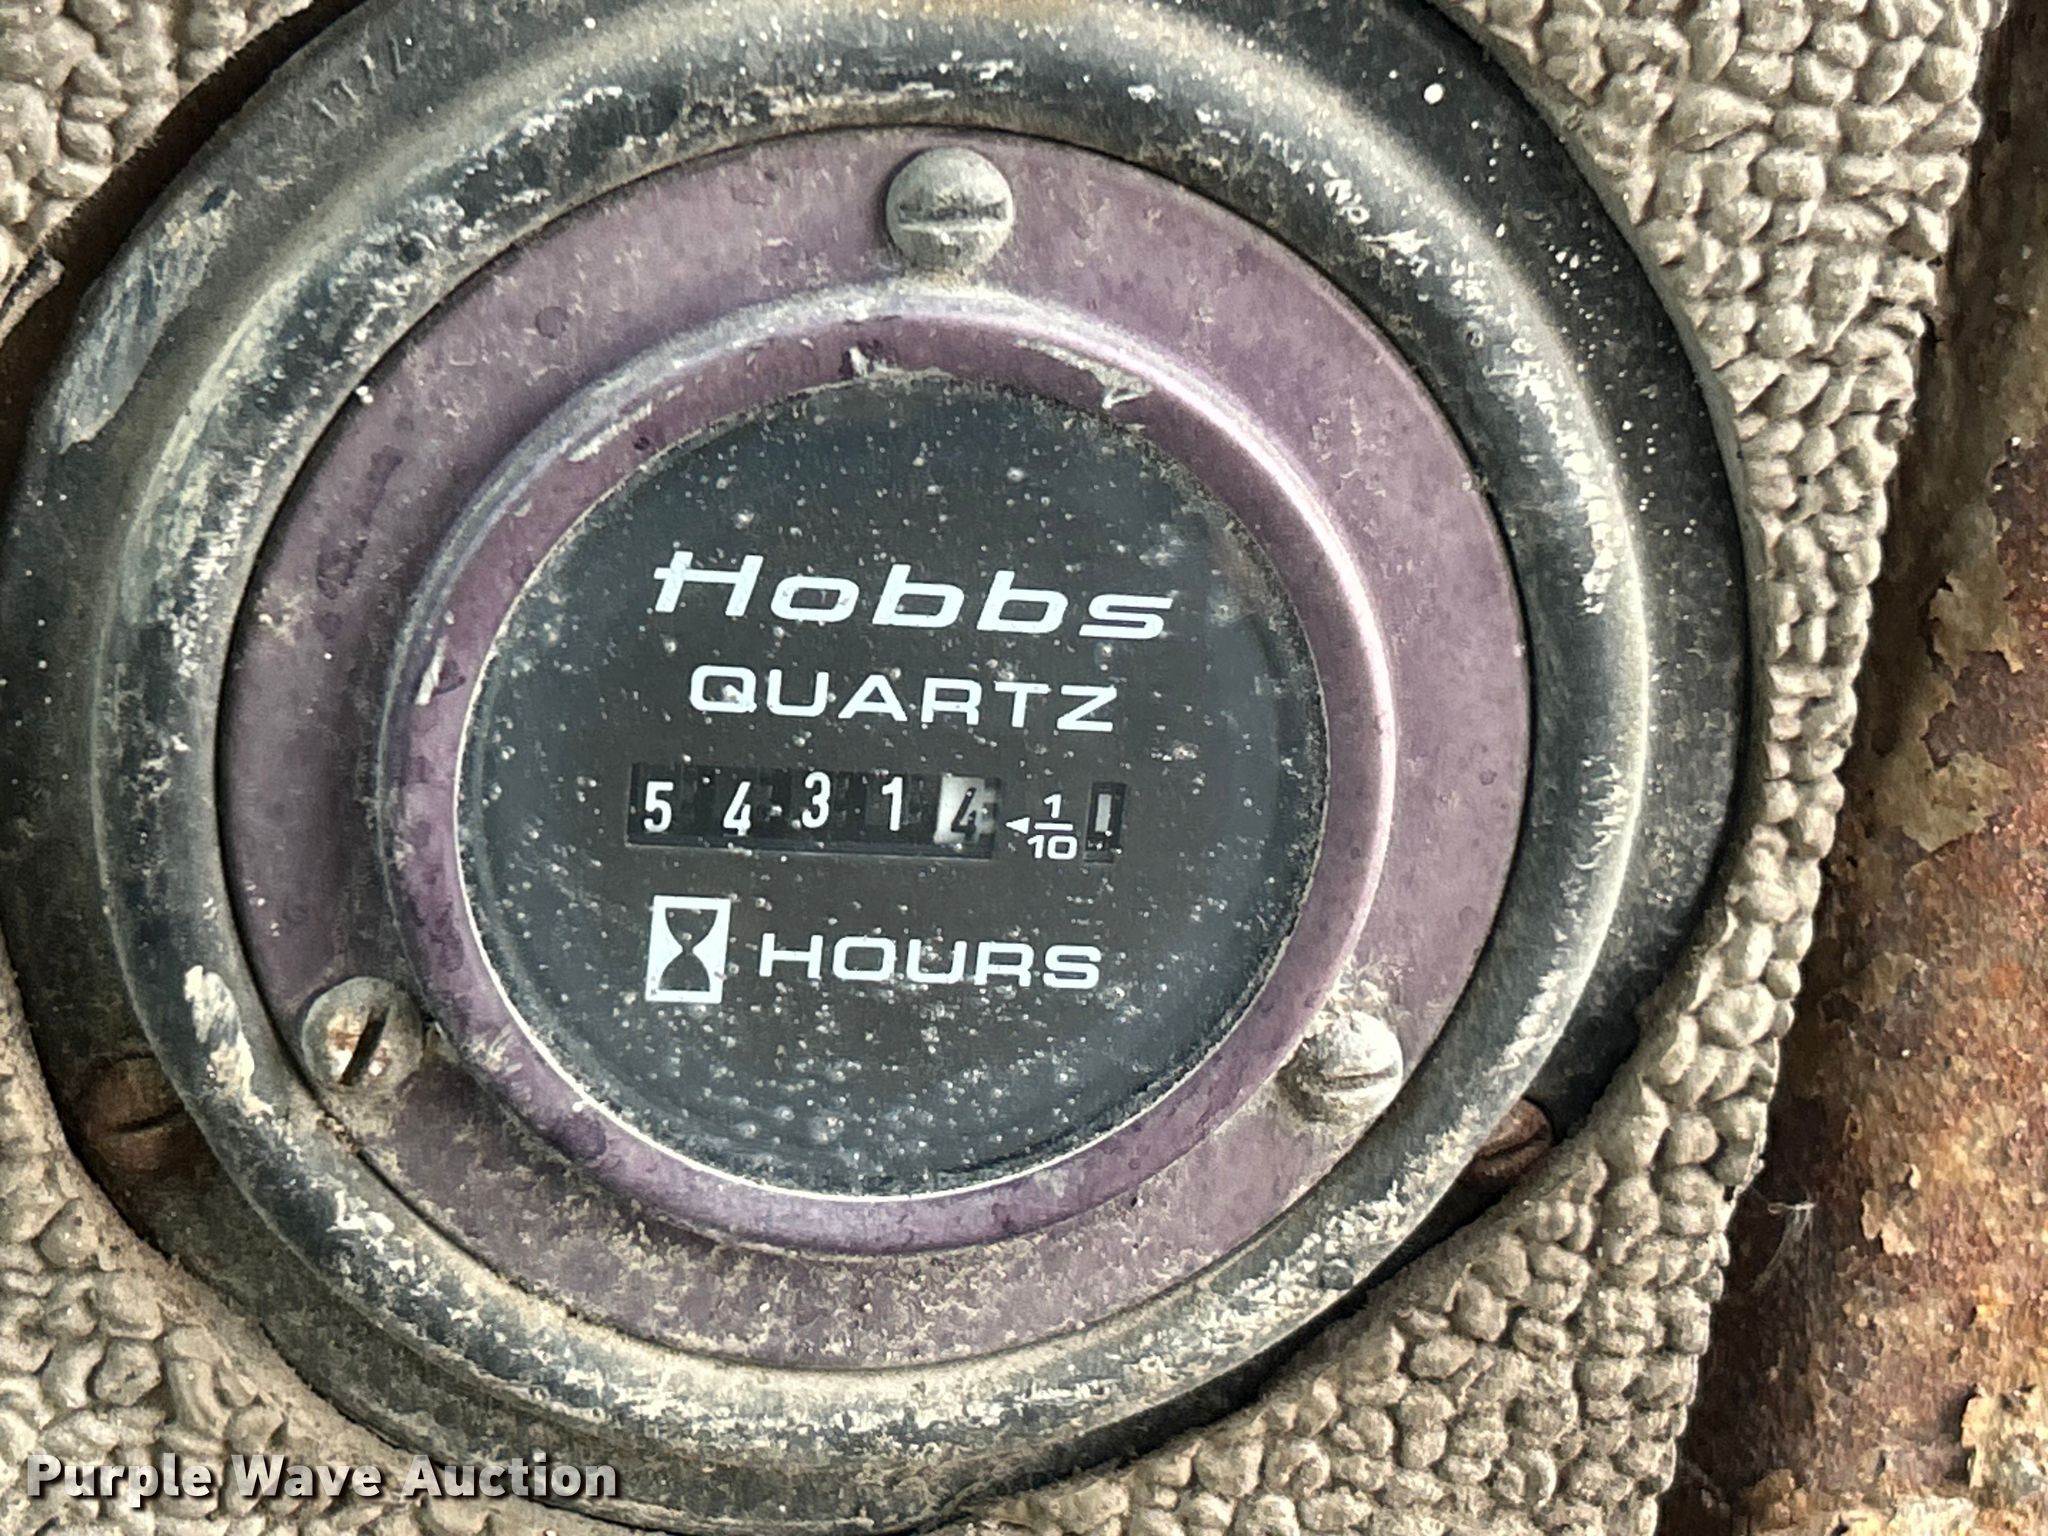 Hobbs
QUARTZ
5 4 3 1 4 ◄ 1/10
HOURS
Purple Wave Auction